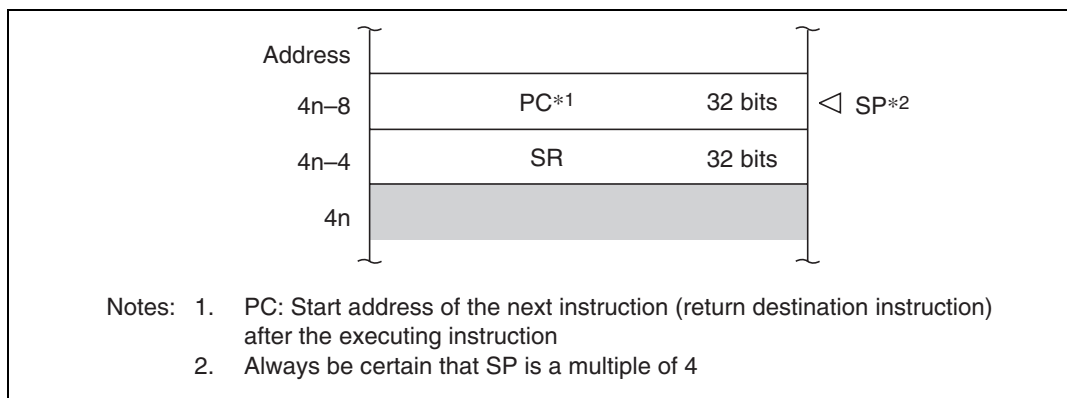 Address
4n–8 PC*1 32 bits ◁ SP*2
4n–4 SR 32 bits
4n
Notes: 1. PC: Start address of the next instruction (return destination instruction)
after the executing instruction
2. Always be certain that SP is a multiple of 4